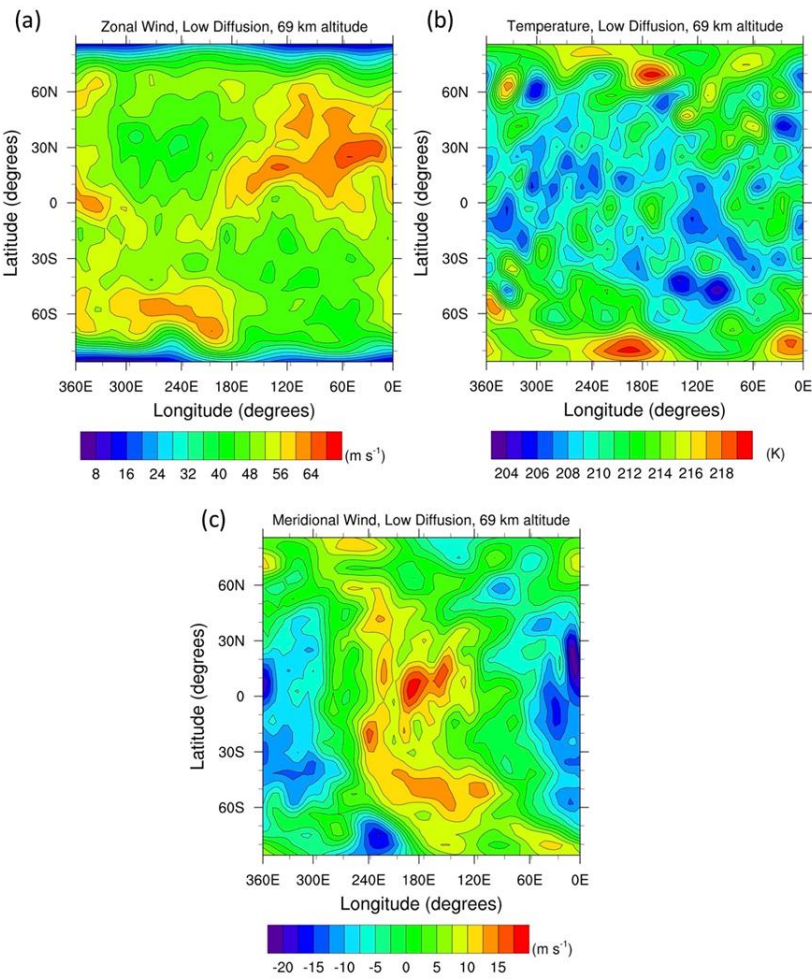 (a)
Zonal Wind, Low Diffusion, 69 km altitude
Latitude (degrees)
60N
30N
0
30S
60S
360E 300E 240E 180E 120E 60E 0E
Longitude (degrees)
8 16 24 32 40 48 56 64
(m s⁻¹)
(b)
Temperature, Low Diffusion, 69 km altitude
Latitude (degrees)
60N
30N
0
30S
60S
360E 300E 240E 180E 120E 60E 0E
Longitude (degrees)
204 206 208 210 212 214 216 218
(K)
(c)
Meridional Wind, Low Diffusion, 69 km altitude
Latitude (degrees)
60N
30N
0
30S
60S
360E 300E 240E 180E 120E 60E 0E
Longitude (degrees)
-20 -15 -10 -5 0 5 10 15
(m s⁻¹)